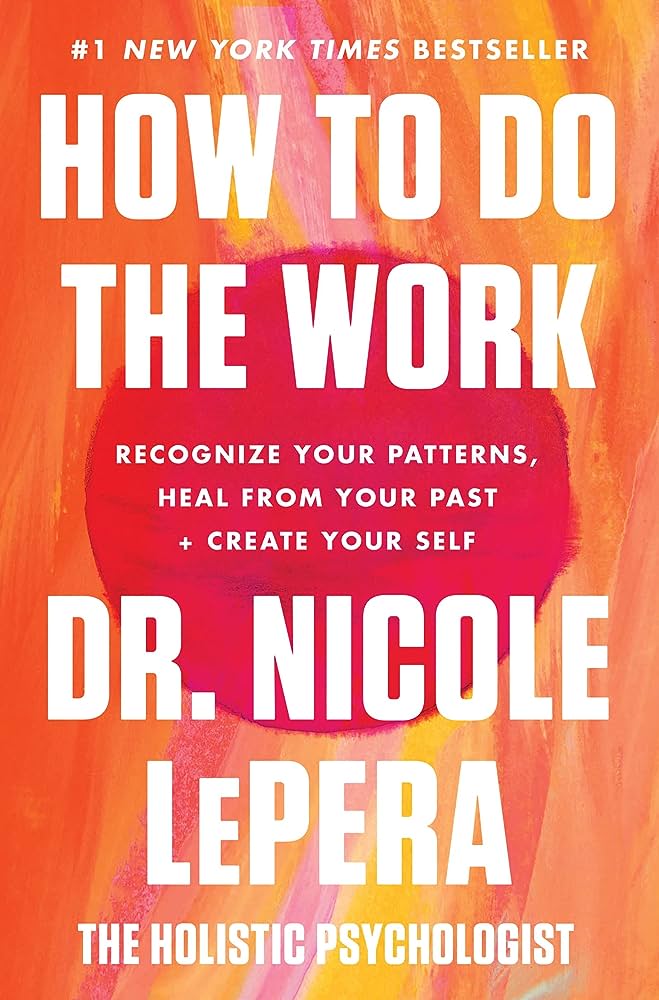 #1 NEW YORK TIMES BESTSELLER
HOW TO DO
THE WORK
RECOGNIZE YOUR PATTERNS,
HEAL FROM YOUR PAST
+ CREATE YOUR SELF
DR. NICOLE
LEPERA
THE HOLISTIC PSYCHOLOGIST